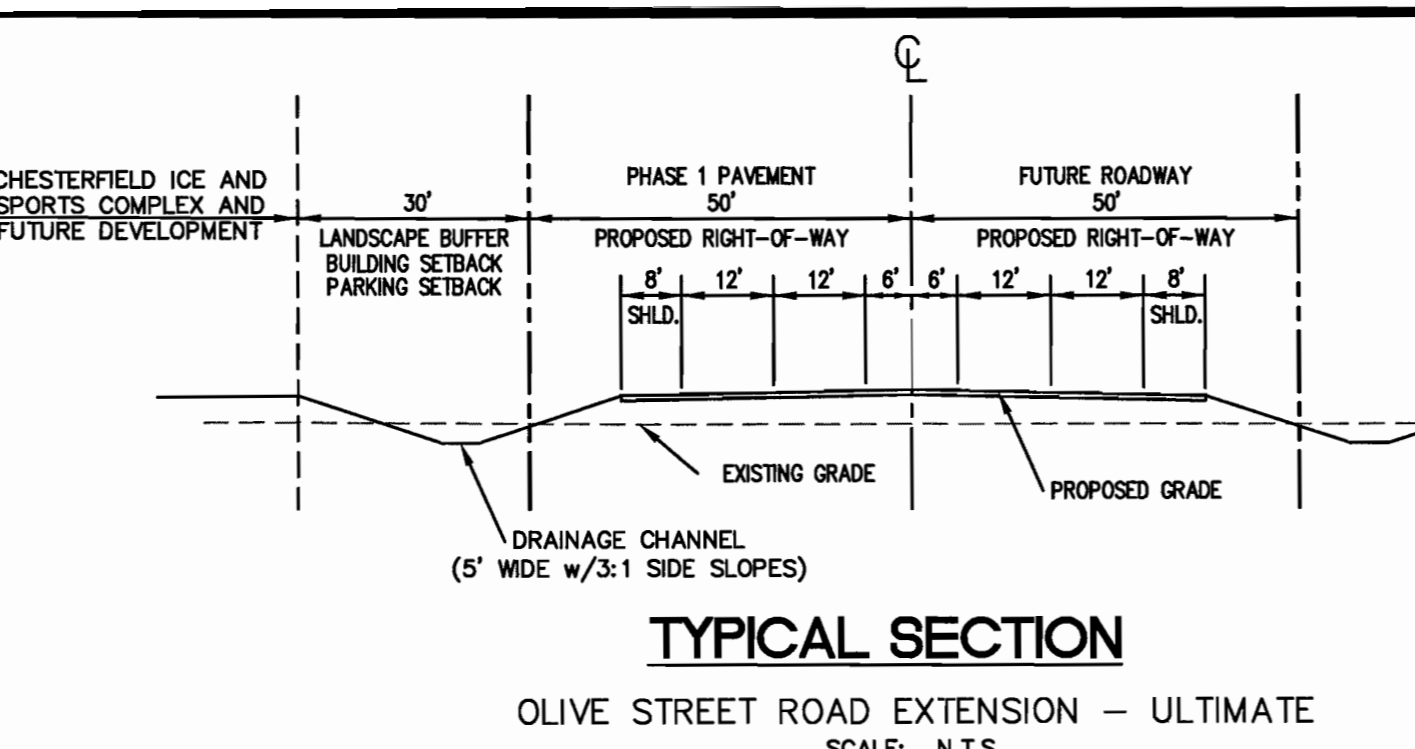 CL
CHESTERFIELD ICE AND
SPORTS COMPLEX AND
FUTURE DEVELOPMENT
30'
LANDSCAPE BUFFER
BUILDING SETBACK
PARKING SETBACK
PHASE 1 PAVEMENT
50'
PROPOSED RIGHT-OF-WAY
FUTURE ROADWAY
50'
PROPOSED RIGHT-OF-WAY
8' 12' 12' 6' 6' 12' 12' 8'
SHLD. SHLD.
EXISTING GRADE
PROPOSED GRADE
DRAINAGE CHANNEL
(5' WIDE w/3:1 SIDE SLOPES)
TYPICAL SECTION
OLIVE STREET ROAD EXTENSION – ULTIMATE
SCALE: N.T.S.